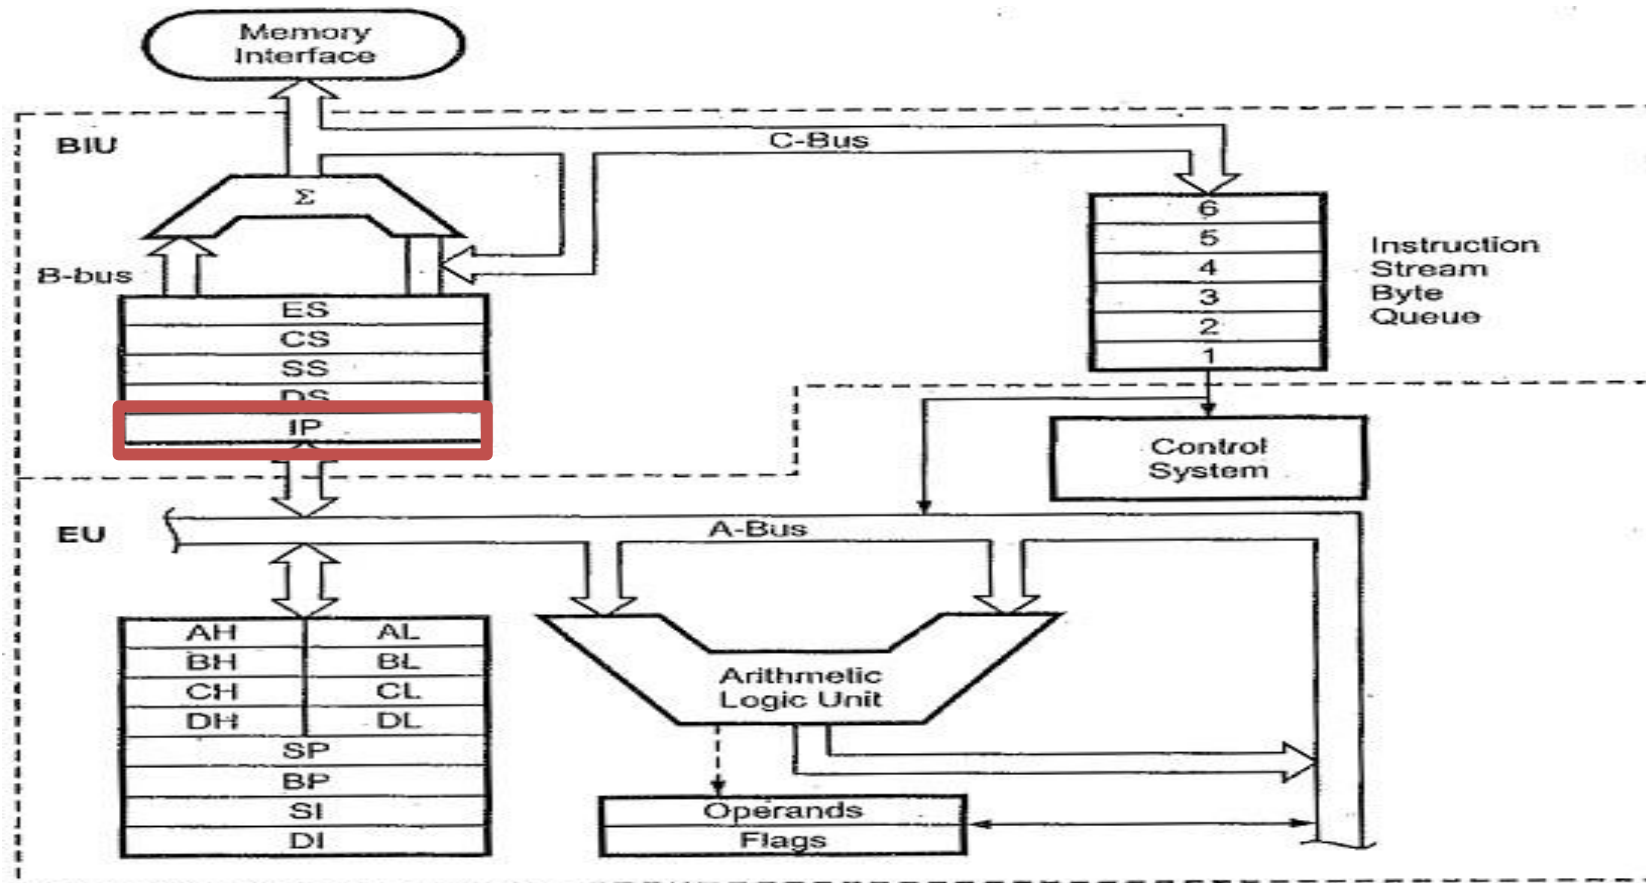 Memory
Interface
BIU
C-Bus
Σ
B-bus
6
5
4
3
2
1
Instruction
Stream
Byte
Queue
ES
CS
SS
DS
IP
Control
System
EU
A-Bus
AH AL
BH BL
CH CL
DH DL
SP
BP
SI
DI
Arithmetic
Logic Unit
Operands
Flags